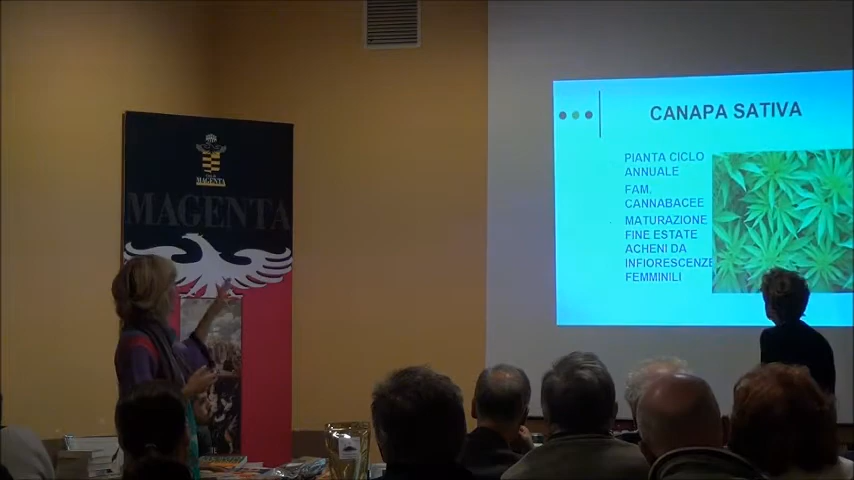 MAGENTA
MAGENTA
CANAPA SATIVA
PIANTA CICLO
ANNUALE
FAM.
CANNABACEE
MATURAZIONE
FINE ESTATE
ACHENI DA
INFIORESCENZE
FEMMINILI